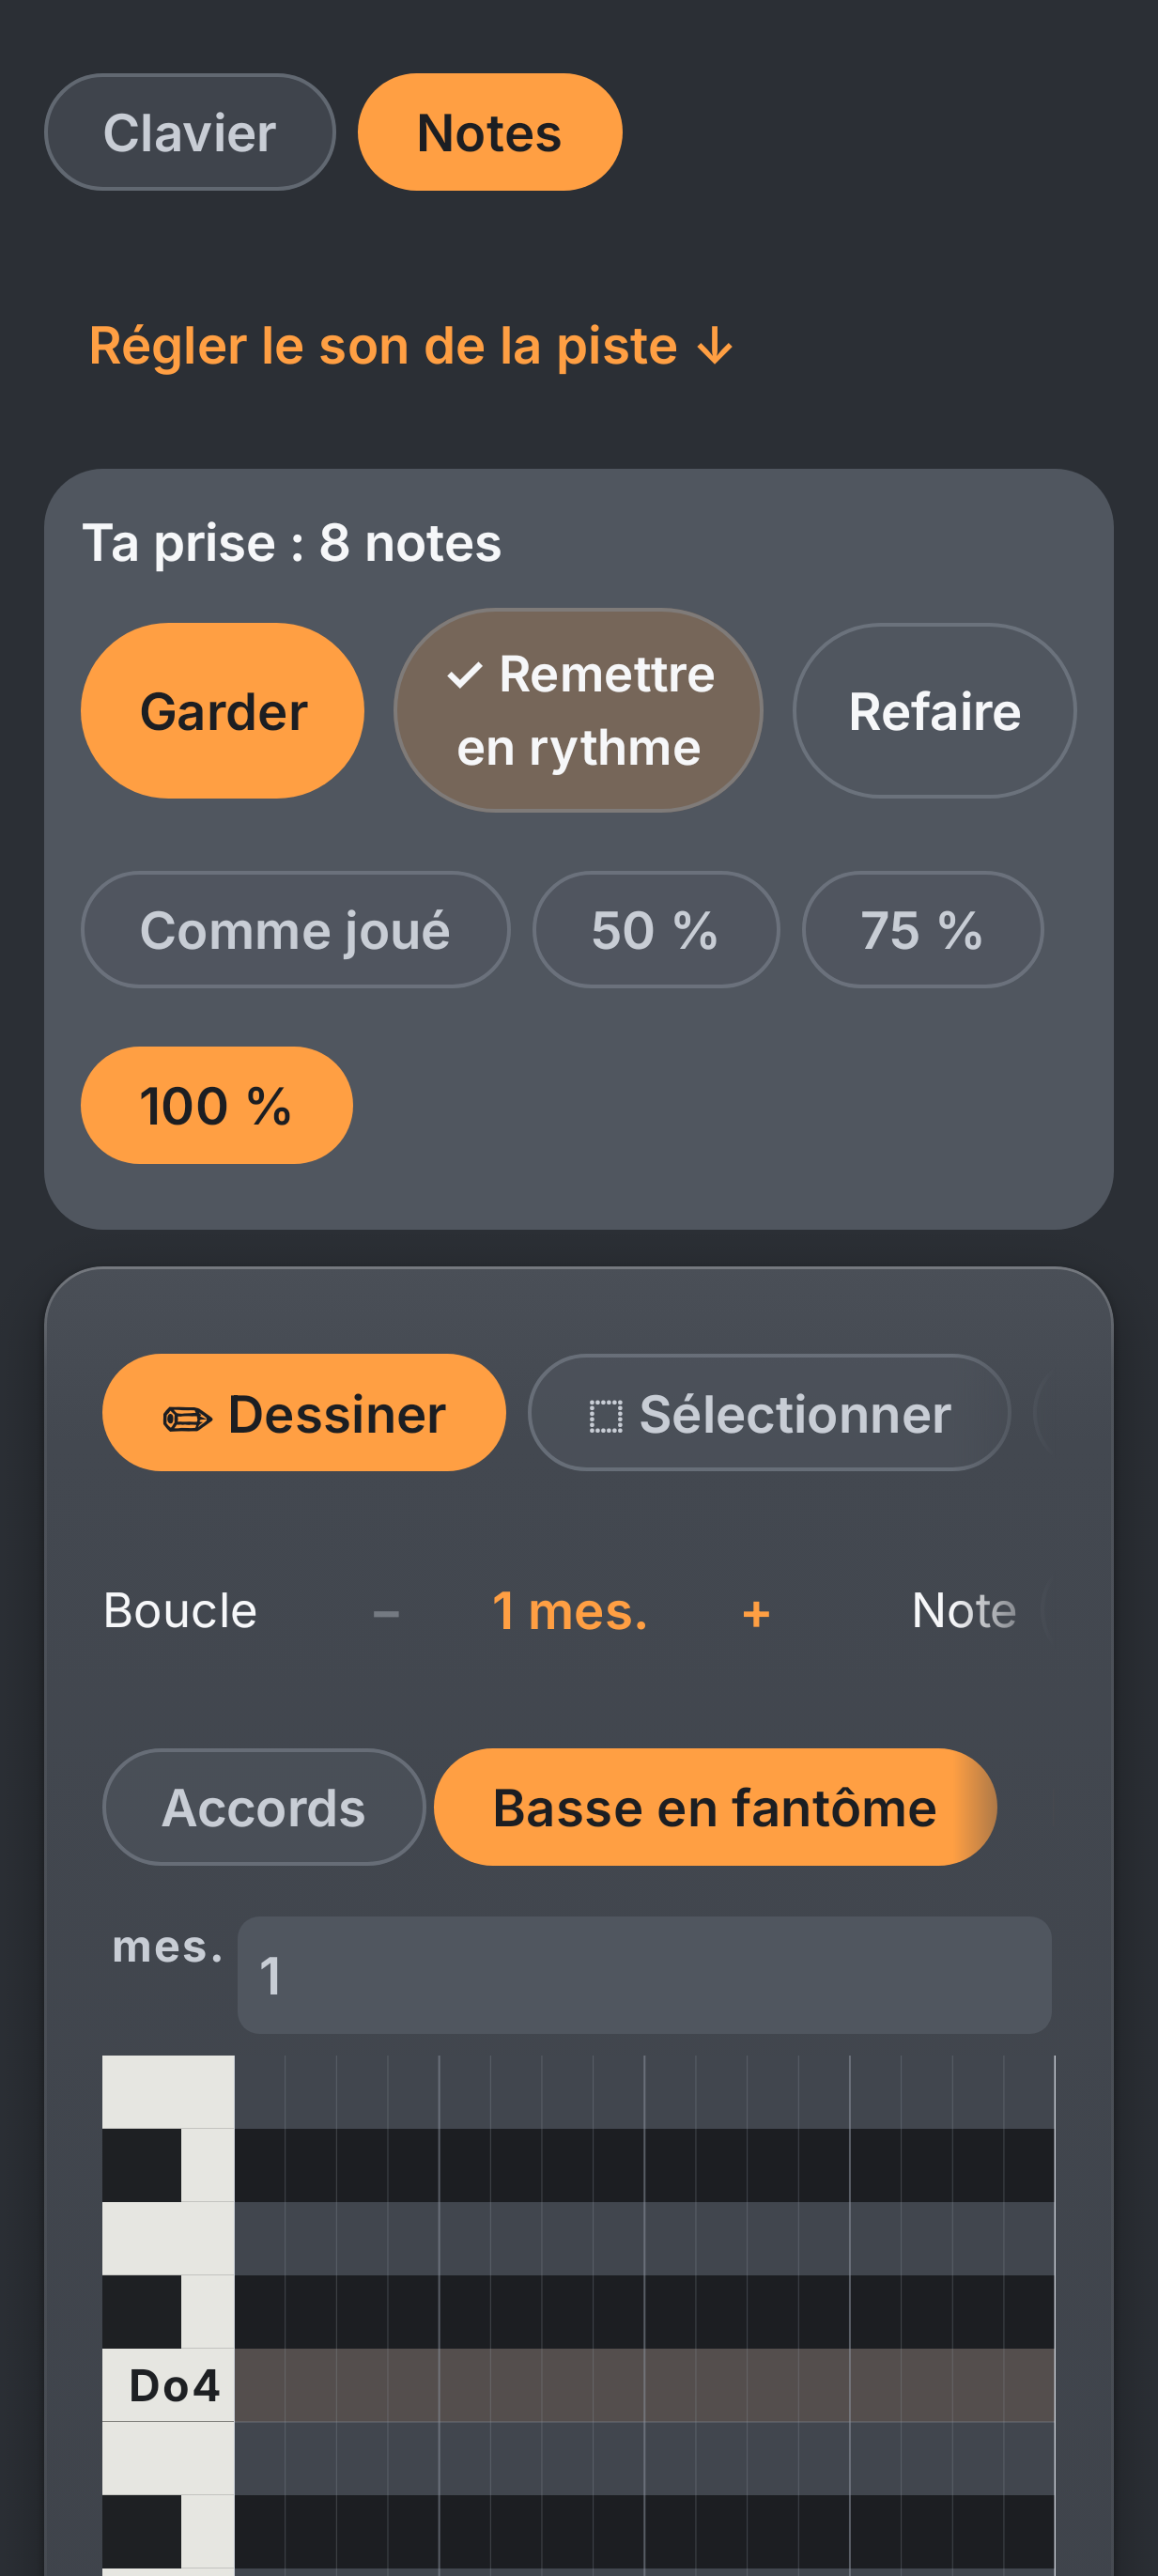 Clavier Notes
Régler le son de la piste ↓
Ta prise : 8 notes
Garder ✓ Remettre en rythme Refaire
Comme joué 50 % 75 %
100 %
✏ Dessiner ⬚ Sélectionner
Boucle − 1 mes. + Note
Accords Basse en fantôme
mes. 1
Do4